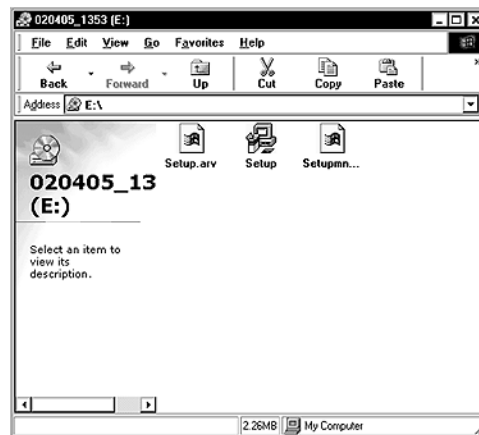 020405_1353 (E:)
File Edit View Go Favorites Help
Back Forward Up Cut Copy Paste
Address E:\
Setup.arv Setup Setupmn...
020405_13
(E:)
Select an item to
view its
description.
2.26MB My Computer